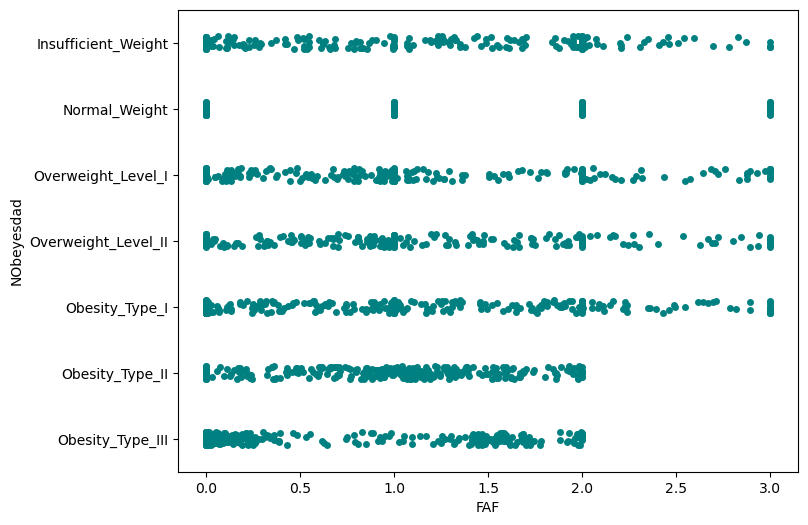 Insufficient_Weight
Normal_Weight
Overweight_Level_I
Overweight_Level_II
Obesity_Type_I
Obesity_Type_II
Obesity_Type_III
NObeyesdad
0.0 0.5 1.0 1.5 2.0 2.5 3.0
FAF